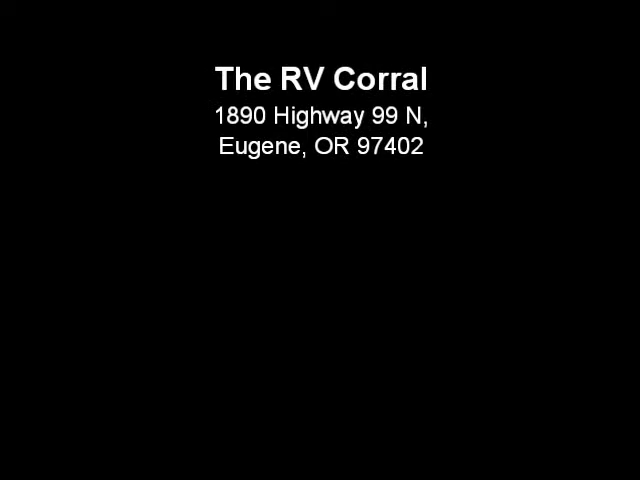 The RV Corral
1890 Highway 99 N,
Eugene, OR 97402